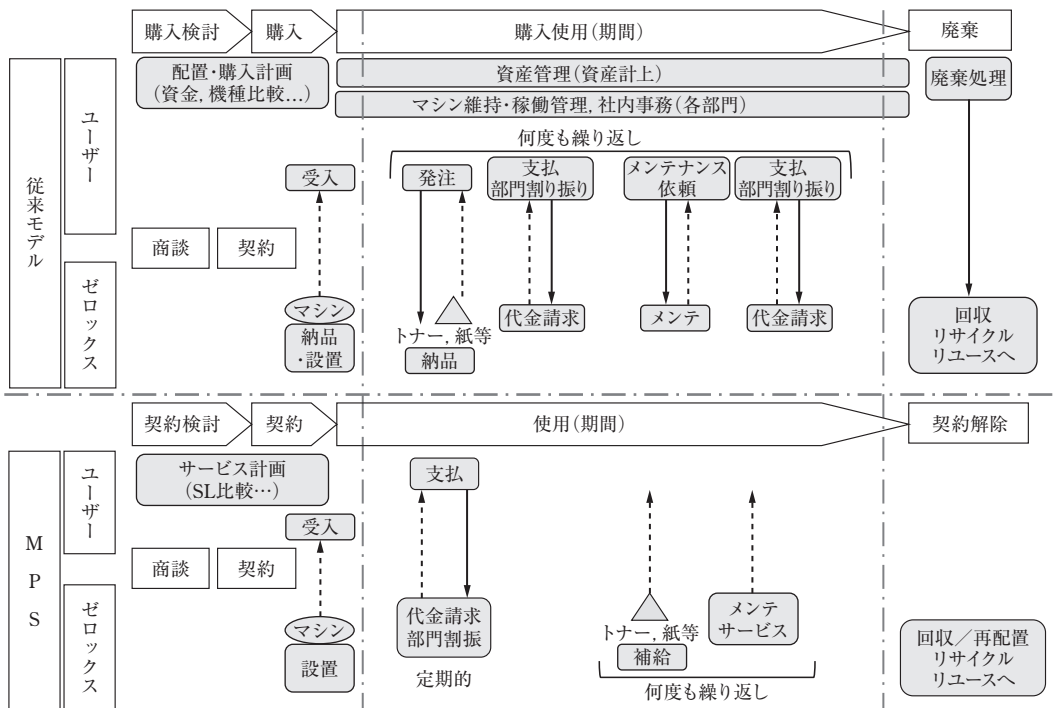 購入検討
購入
購入使用(期間)
廃棄
従来モデル
ユーザー
配置・購入計画
(資金, 機種比較…)
資産管理(資産計上)
マシン維持・稼働管理, 社内事務(各部門)
廃棄処理
何度も繰り返し
受入
発注
支払
部門割り振り
メンテナンス
依頼
支払
部門割り振り
商談
契約
ゼロックス
マシン
納品
・設置
トナー, 紙等
納品
代金請求
メンテ
代金請求
回収
リサイクル
リユースへ
契約検討
契約
使用(期間)
契約解除
MPS
ユーザー
サービス計画
(SL比較…)
支払
受入
商談
契約
ゼロックス
マシン
設置
代金請求
部門割振
定期的
トナー, 紙等
補給
メンテ
サービス
何度も繰り返し
回収／再配置
リサイクル
リユースへ